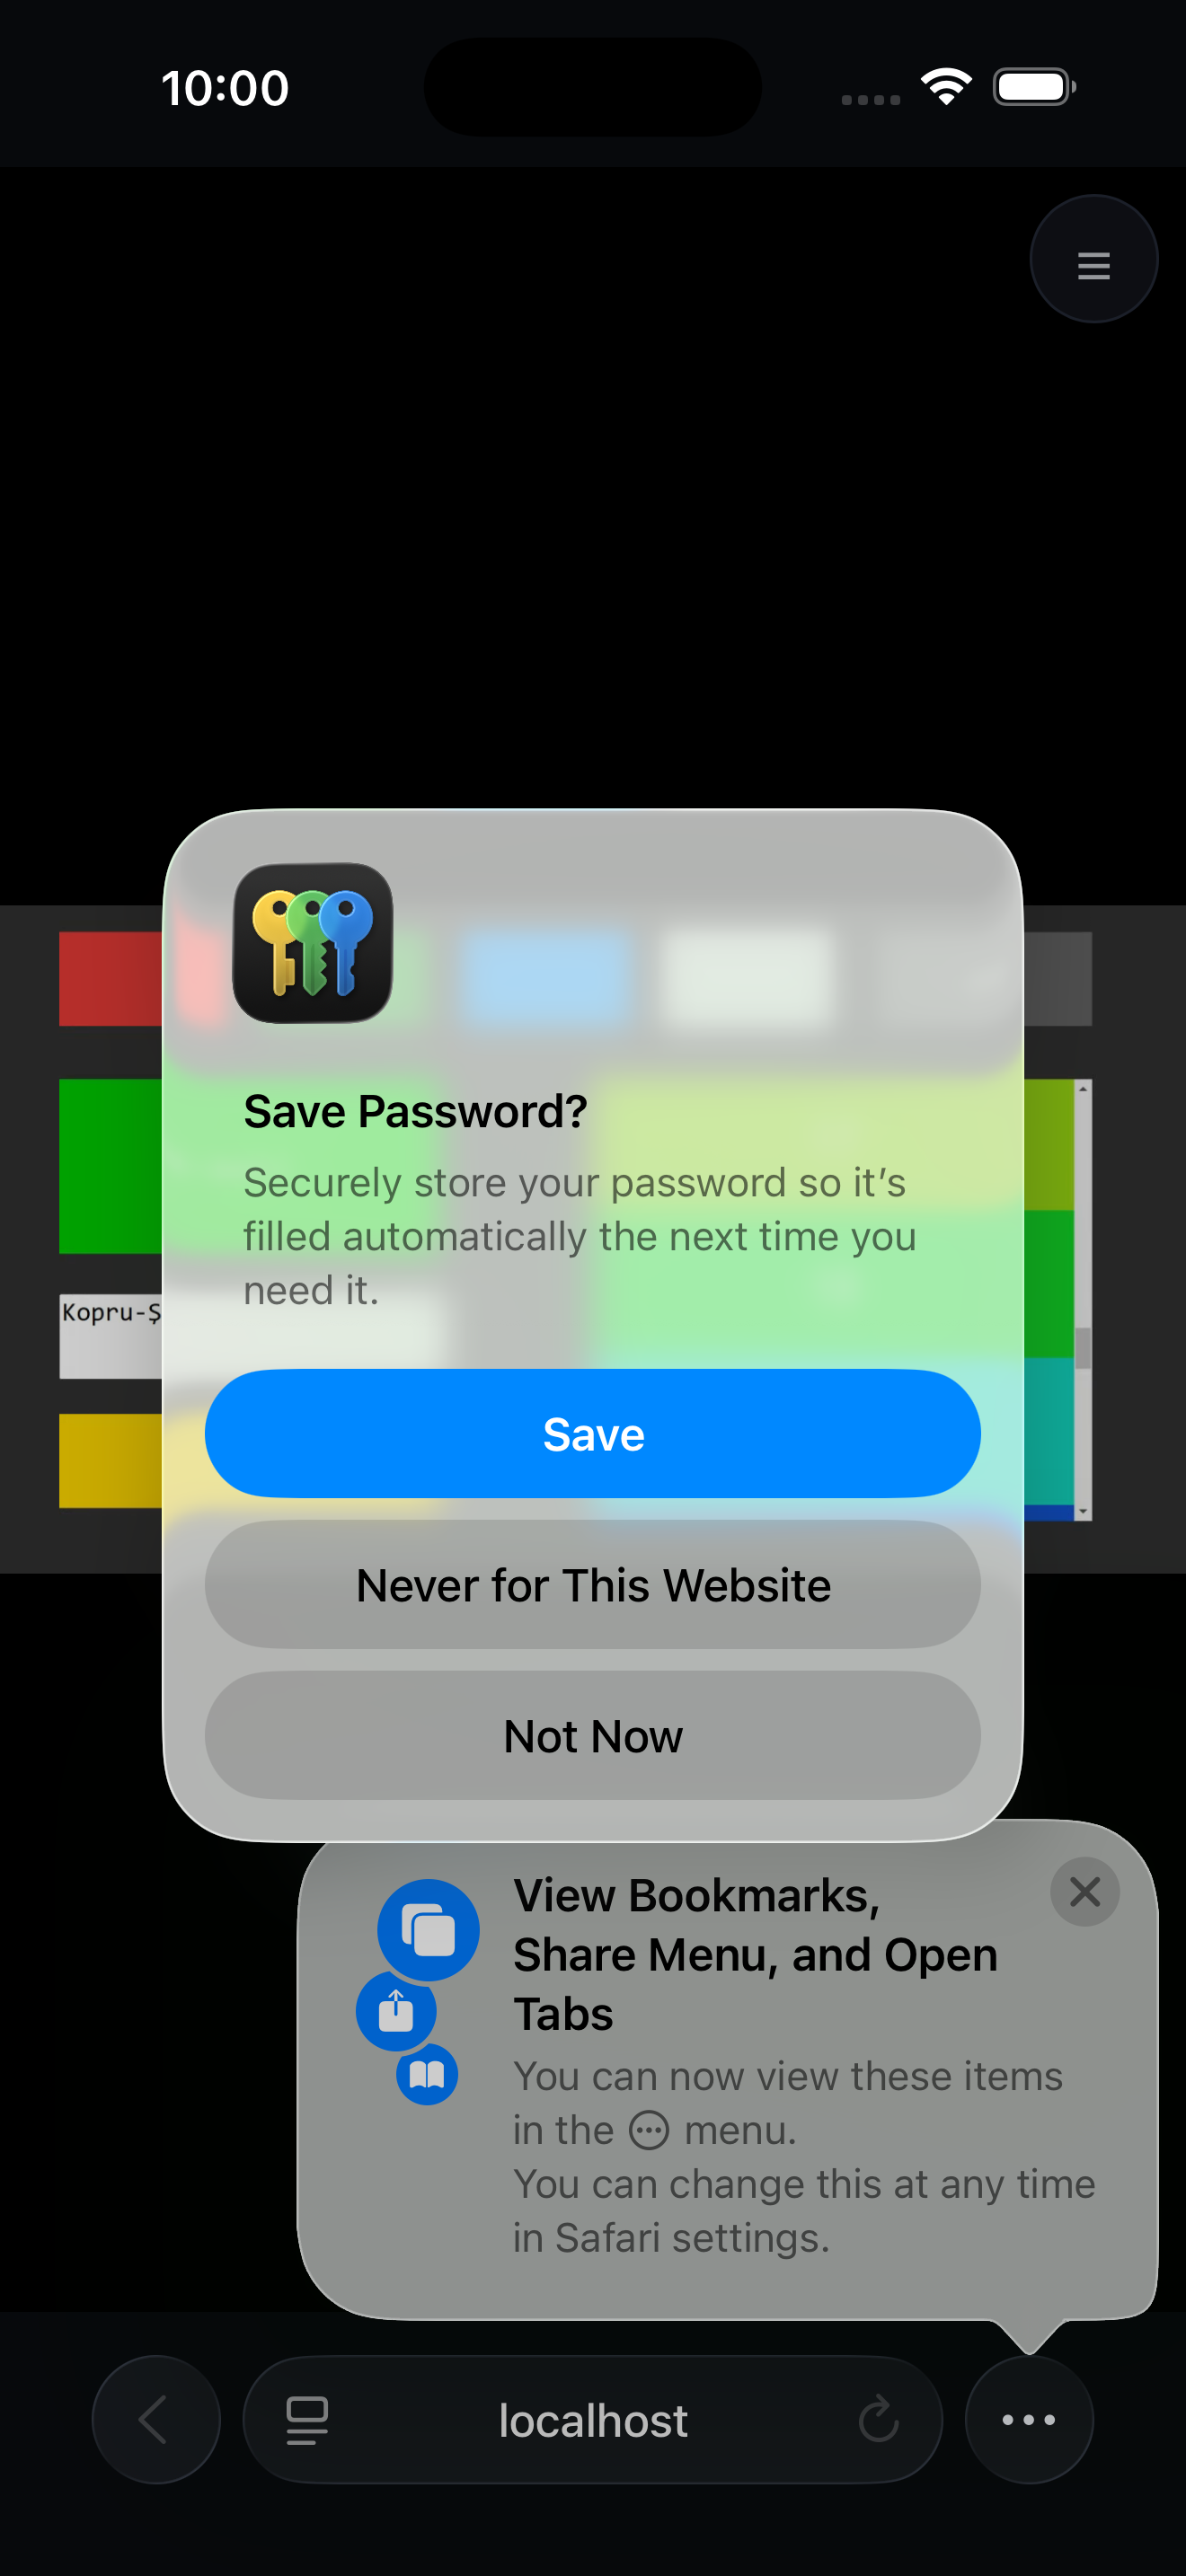 10:00
Kopru-Ş
Save Password?
Securely store your password so it’s
filled automatically the next time you
need it.
Save
Never for This Website
Not Now
View Bookmarks,
Share Menu, and Open
Tabs
You can now view these items
in the menu.
You can change this at any time
in Safari settings.
localhost